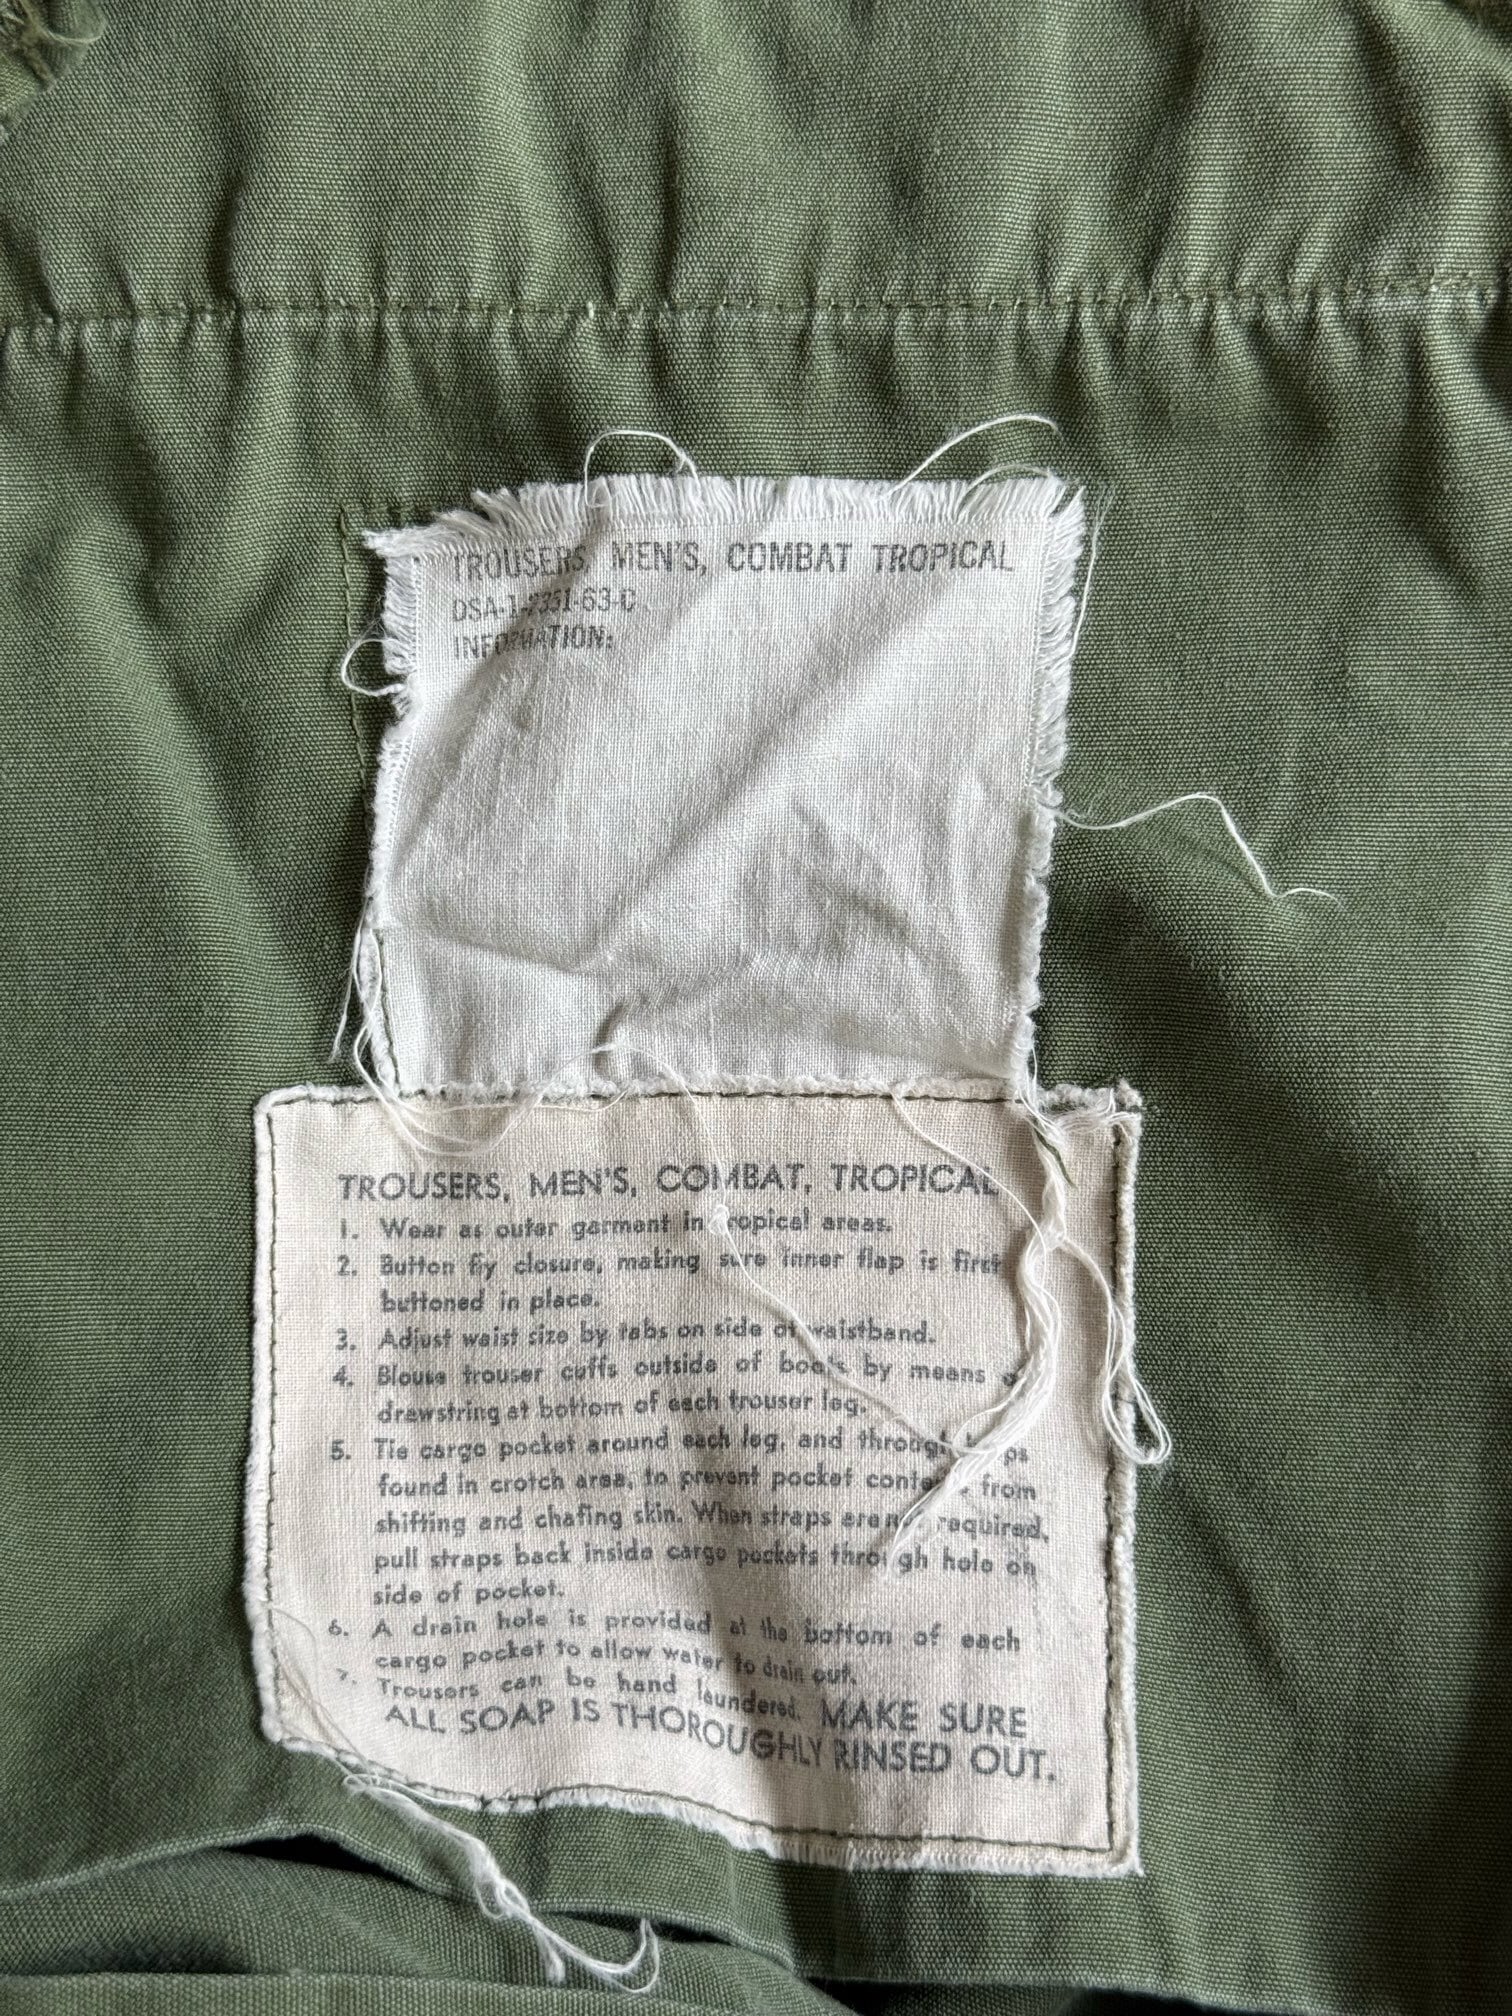 TROUSERS, MEN'S, COMBAT TROPICAL
INFORMATION:
TROUSERS, MEN'S, COMBAT, TROPICAL
1. Wear as outer garment in tropical areas.
2. Button fly closure, making sure inner flap is first
buttoned in place.
3. Adjust waist size by tabs on side of waistband.
4. Blouse trouser cuffs outside of boots by means of
drawstring at bottom of each trouser leg.
5. Tie cargo pocket around each leg, and through loops
found in crotch area, to prevent pocket contents from
shifting and chafing skin. When straps are not required,
pull straps back inside cargo pockets through hole on
side of pocket.
6. A drain hole is provided at the bottom of each
cargo pocket to allow water to drain out.
7. Trousers can be hand laundered. MAKE SURE
ALL SOAP IS THOROUGHLY RINSED OUT.